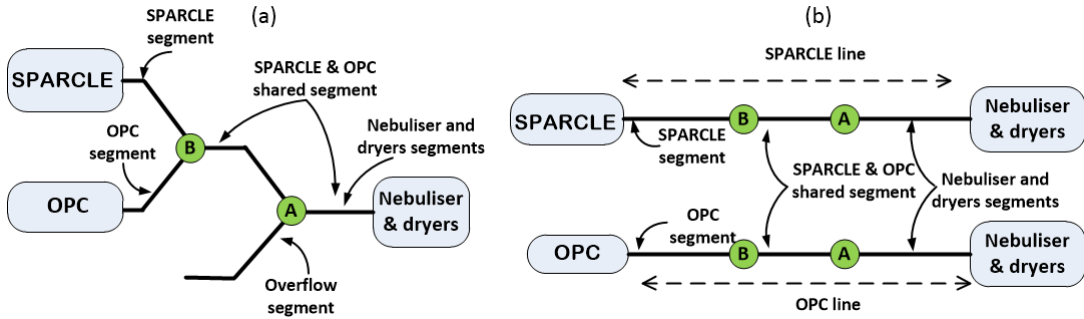 (a)
SPARCLE
segment
SPARCLE
OPC
segment
B
SPARCLE & OPC
shared segment
Nebuliser and
dryers segments
OPC
A
Nebuliser
& dryers
Overflow
segment
(b)
SPARCLE line
SPARCLE
B
A
Nebuliser
& dryers
SPARCLE
segment
SPARCLE & OPC
shared segment
Nebuliser and
dryers segments
OPC
segment
OPC
B
A
Nebuliser
& dryers
OPC line